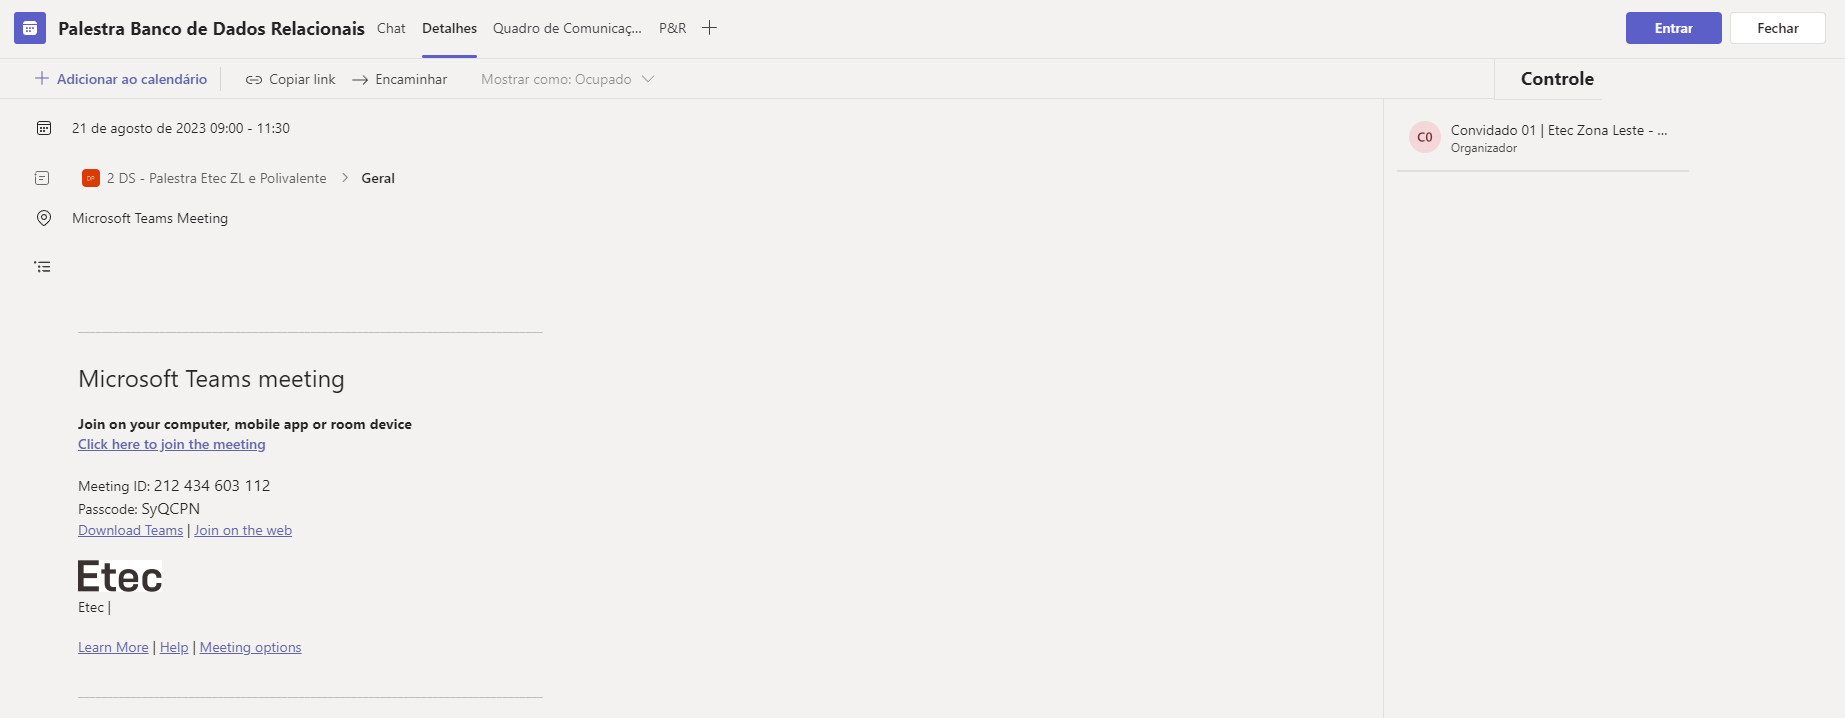 Palestra Banco de Dados Relacionais Chat Detalhes Quadro de Comunicaç... P&R
Entrar Fechar
Adicionar ao calendário Copiar link Encaminhar Mostrar como: Ocupado
Controle
21 de agosto de 2023 09:00 - 11:30
2 DS - Palestra Etec ZL e Polivalente > Geral
Microsoft Teams Meeting
C0 Convidado 01 | Etec Zona Leste - ...
Organizador
Microsoft Teams meeting
Join on your computer, mobile app or room device
Click here to join the meeting
Meeting ID: 212 434 603 112
Passcode: SyQCPN
Download Teams | Join on the web
Etec
Etec |
Learn More | Help | Meeting options